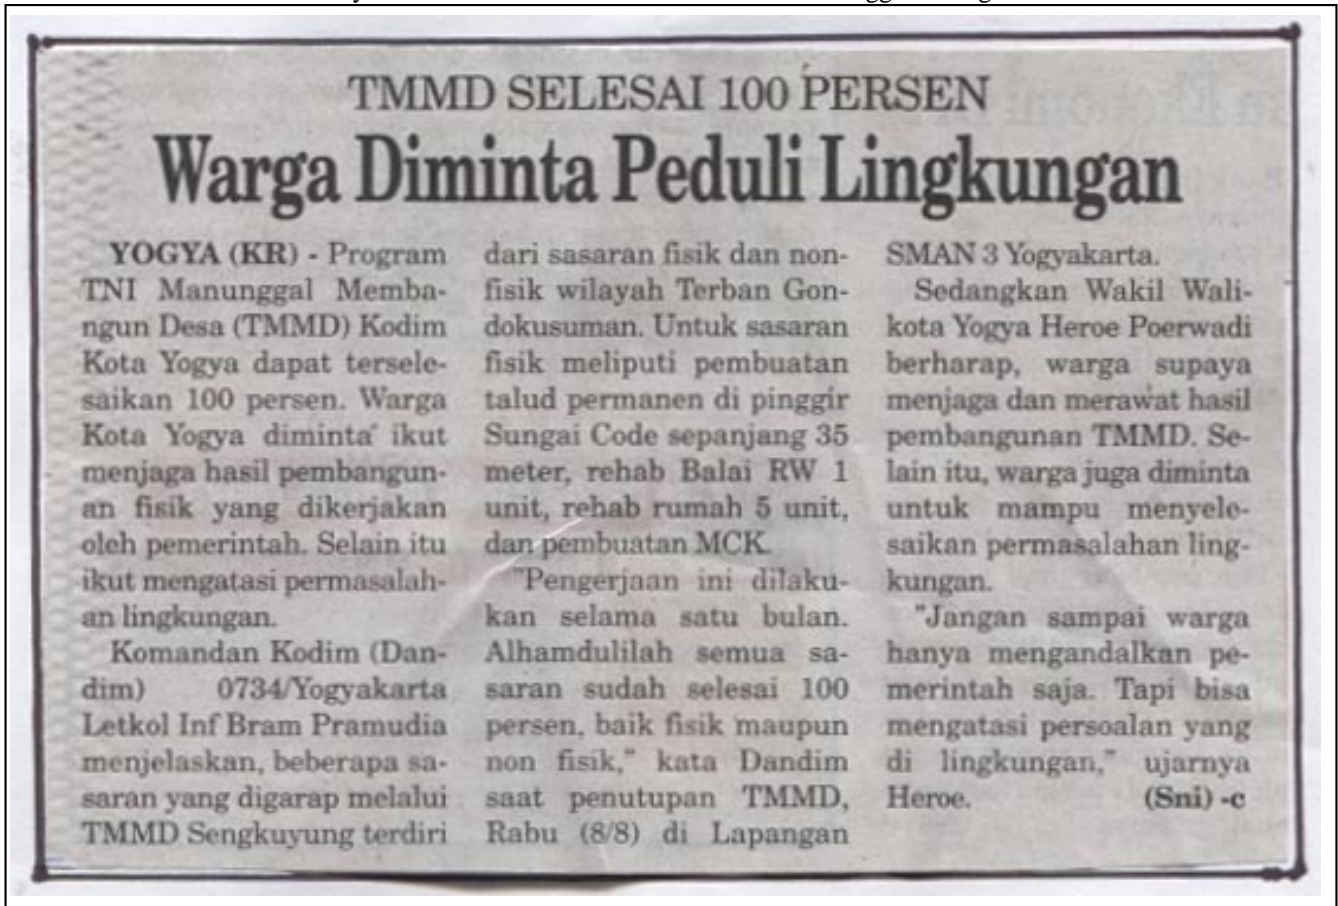 TMMD SELESAI 100 PERSEN
Warga Diminta Peduli Lingkungan
YOGYA (KR) - Program
TNI Manunggal Memba-
ngun Desa (TMMD) Kodim
Kota Yogya dapat tersele-
saikan 100 persen. Warga
Kota Yogya diminta ikut
menjaga hasil pembangun-
an fisik yang dikerjakan
oleh pemerintah. Selain itu
ikut mengatasi permasalah-
an lingkungan.
Komandan Kodim (Dan-
dim) 0734/Yogyakarta
Letkol Inf Bram Pramudia
menjelaskan, beberapa sa-
saran yang digarap melalui
TMMD Sengkuyung terdiri
dari sasaran fisik dan non-
fisik wilayah Terban Gon-
dokusuman. Untuk sasaran
fisik meliputi pembuatan
talud permanen di pinggir
Sungai Code sepanjang 35
meter, rehab Balai RW 1
unit, rehab rumah 5 unit,
dan pembuatan MCK.
"Pengerjaan ini dilaku-
kan selama satu bulan.
Alhamdulilah semua sa-
saran sudah selesai 100
persen, baik fisik maupun
non fisik," kata Dandim
saat penutupan TMMD,
Rabu (8/8) di Lapangan
SMAN 3 Yogyakarta.
Sedangkan Wakil Wali-
kota Yogya Heroe Poerwadi
berharap, warga supaya
menjaga dan merawat hasil
pembangunan TMMD. Se-
lain itu, warga juga diminta
untuk mampu menyele-
saikan permasalahan ling-
kungan.
"Jangan sampai warga
hanya mengandalkan pe-
merintah saja. Tapi bisa
mengatasi persoalan yang
di lingkungan," ujarnya
Heroe. (Sni) -c